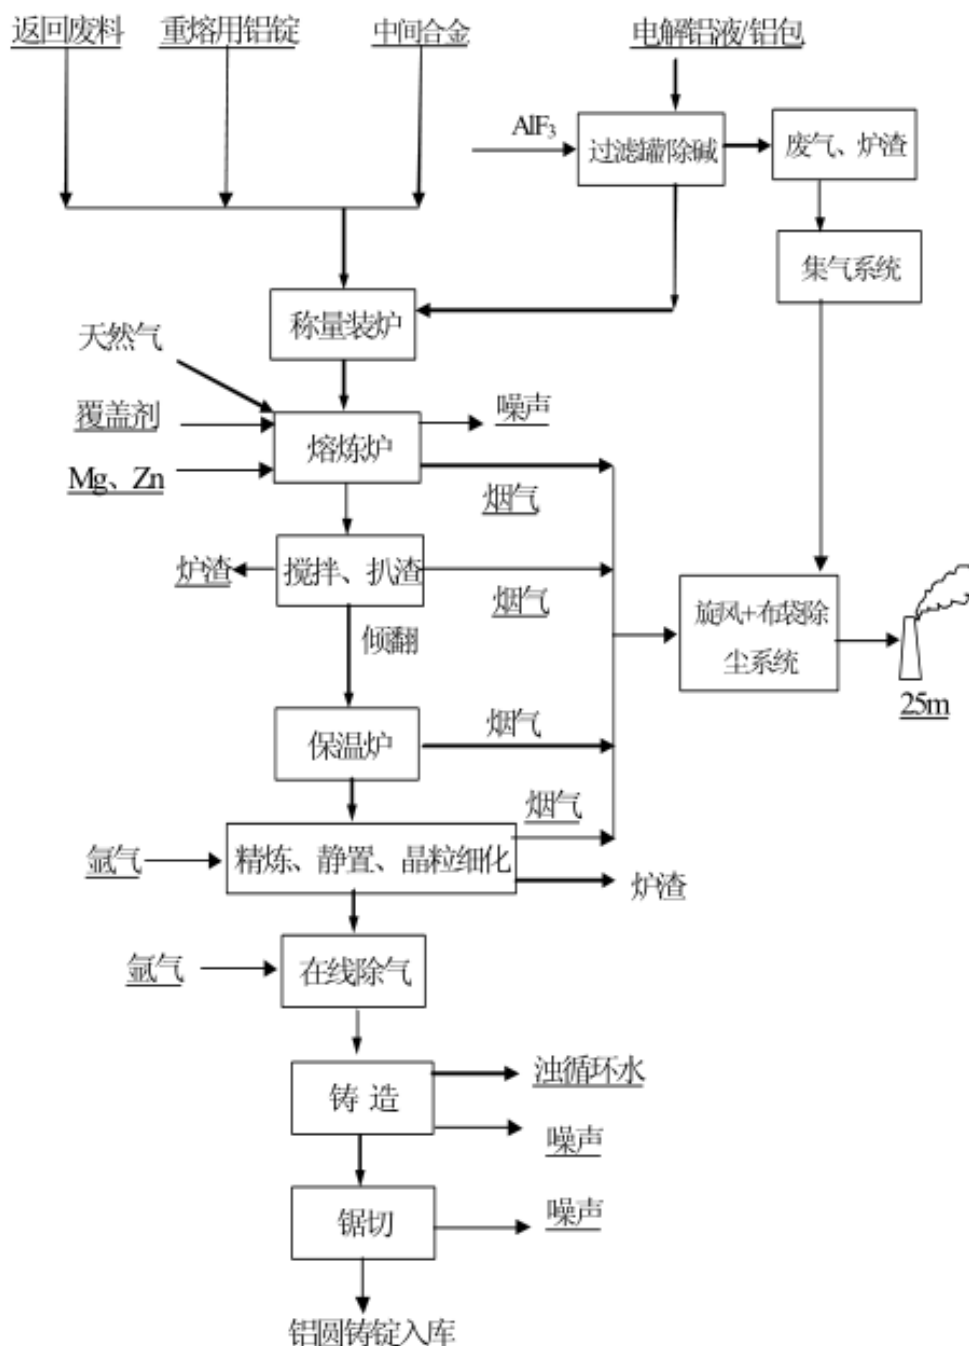 返回废料
重熔用铝锭
中间合金
电解铝液/铝包
AlF₃
过滤罐除碱
废气、炉渣
集气系统
称量装炉
天然气
覆盖剂
Mg、Zn
熔炼炉
噪声
烟气
炉渣
搅拌、扒渣
烟气
倾翻
旋风+布袋除
尘系统
25m
保温炉
烟气
烟气
氩气
精炼、静置、晶粒细化
炉渣
氩气
在线除气
铸 造
浊循环水
噪声
锯切
噪声
铝圆铸锭入库